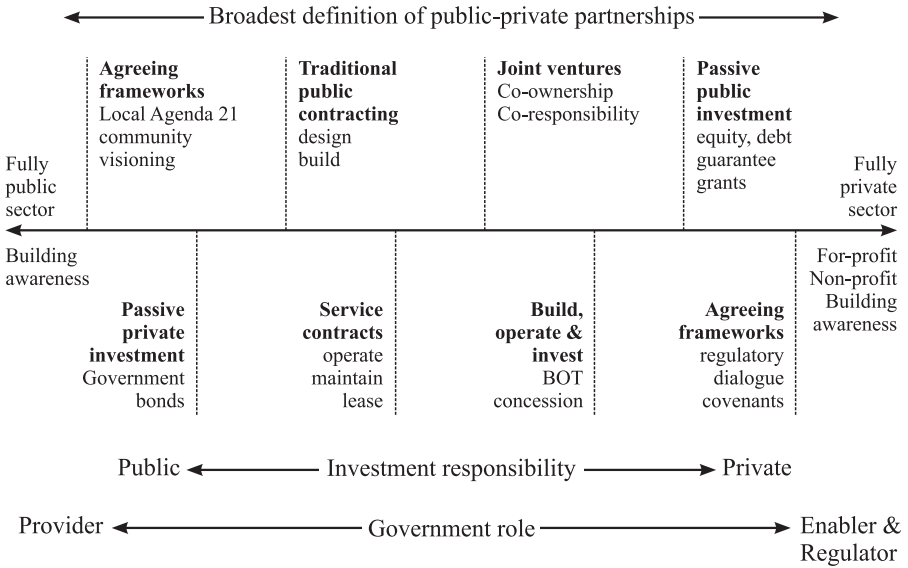 Broadest definition of public-private partnerships
Agreeing
frameworks
Local Agenda 21
community
visioning
Traditional
public
contracting
design
build
Joint ventures
Co-ownership
Co-responsibility
Passive
public
investment
equity, debt
guarantee
grants
Fully
public
sector
Fully
private
sector
Building
awareness
For-profit
Non-profit
Building
awareness
Passive
private
investment
Government
bonds
Service
contracts
operate
maintain
lease
Build,
operate &
invest
BOT
concession
Agreeing
frameworks
regulatory
dialogue
covenants
Public
Investment responsibility
Private
Provider
Government role
Enabler &
Regulator